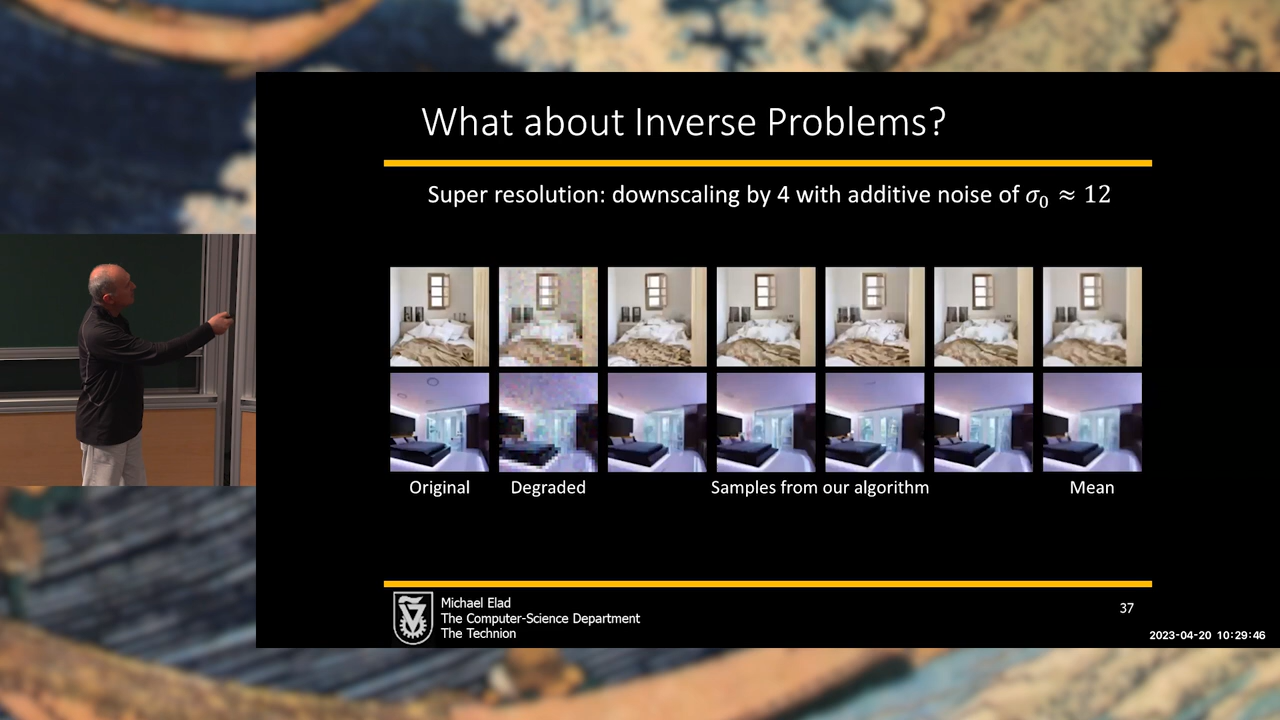 What about Inverse Problems?
Super resolution: downscaling by 4 with additive noise of σ₀ ≈ 12
Original
Degraded
Samples from our algorithm
Mean
Michael Elad
The Computer-Science Department
The Technion
37
2023-04-20 10:29:46